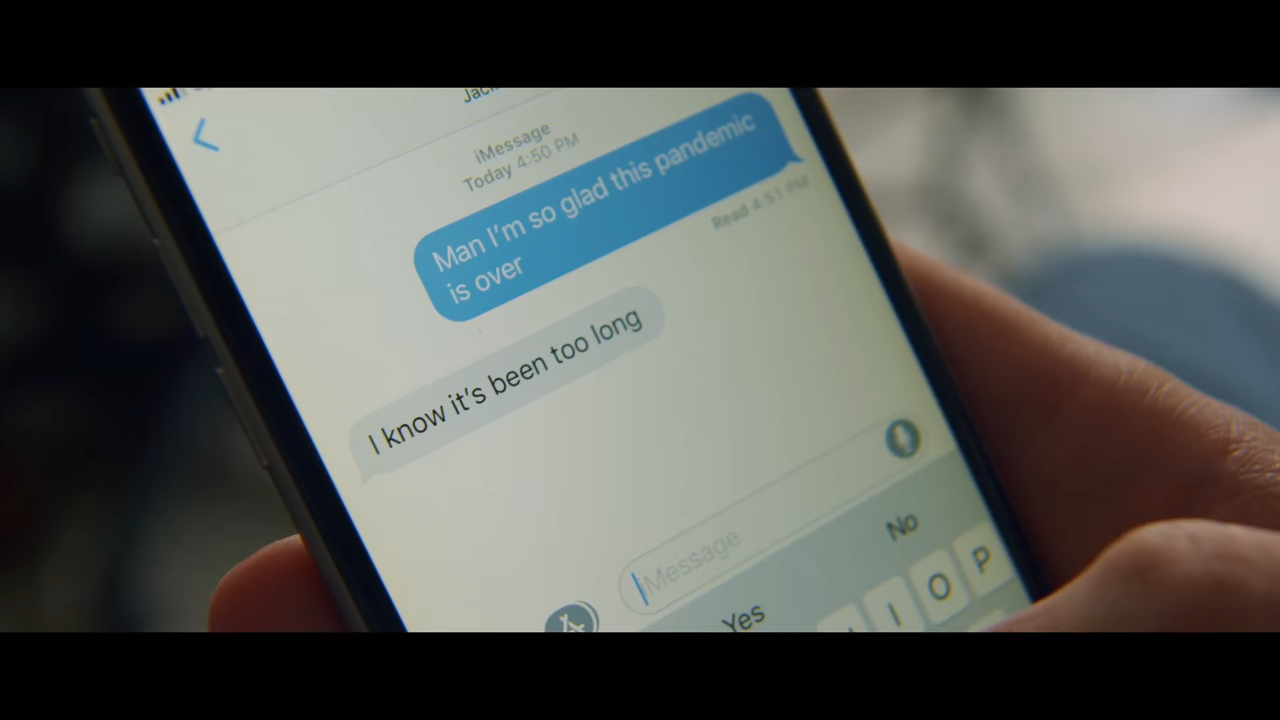 iMessage
Today 4:50 PM
Man I'm so glad this pandemic
is over
Read 4:51 PM
I know it's been too long
iMessage
Yes
No
I
O
P